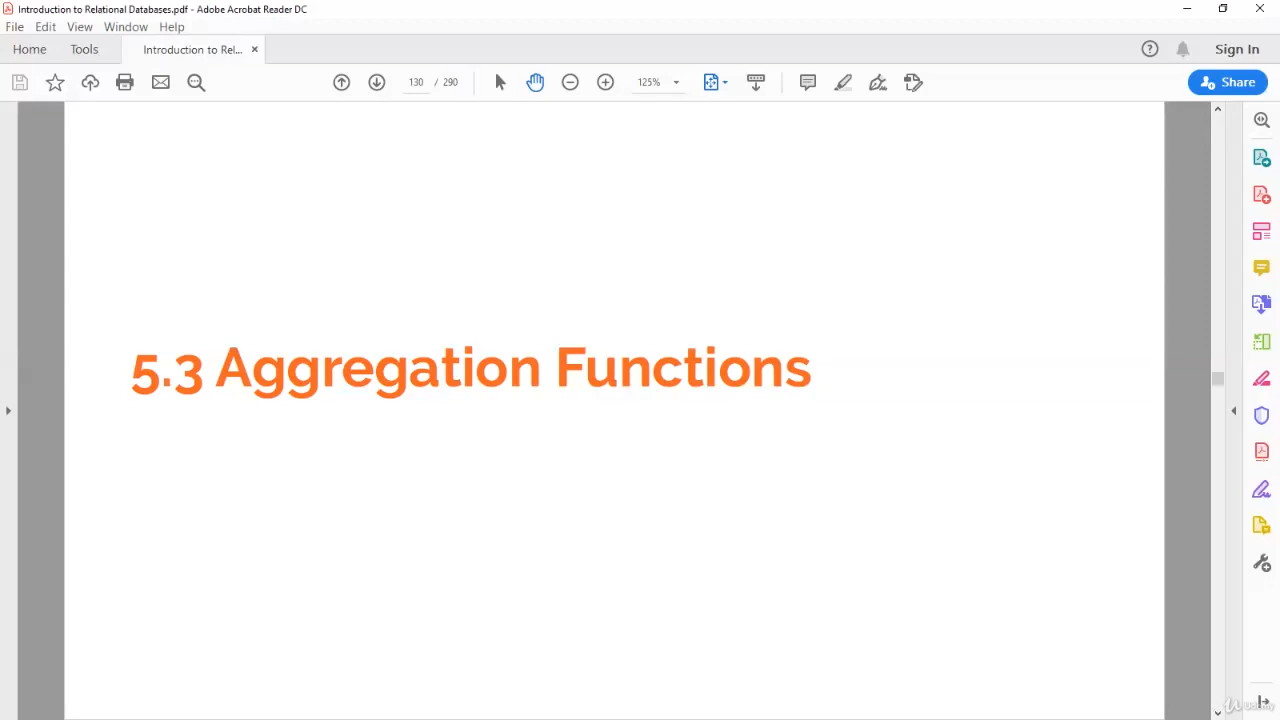 Introduction to Relational Databases.pdf - Adobe Acrobat Reader DC
File Edit View Window Help
Home Tools Introduction to Rel... × Sign In
130 / 290 125% Share
5.3 Aggregation Functions
Udemy